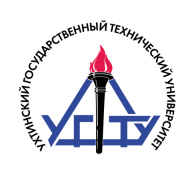 УХТИНСКИЙ ГОСУДАРСТВЕННЫЙ ТЕХНИЧЕСКИЙ УНИВЕРСИТЕТ
УГТУ